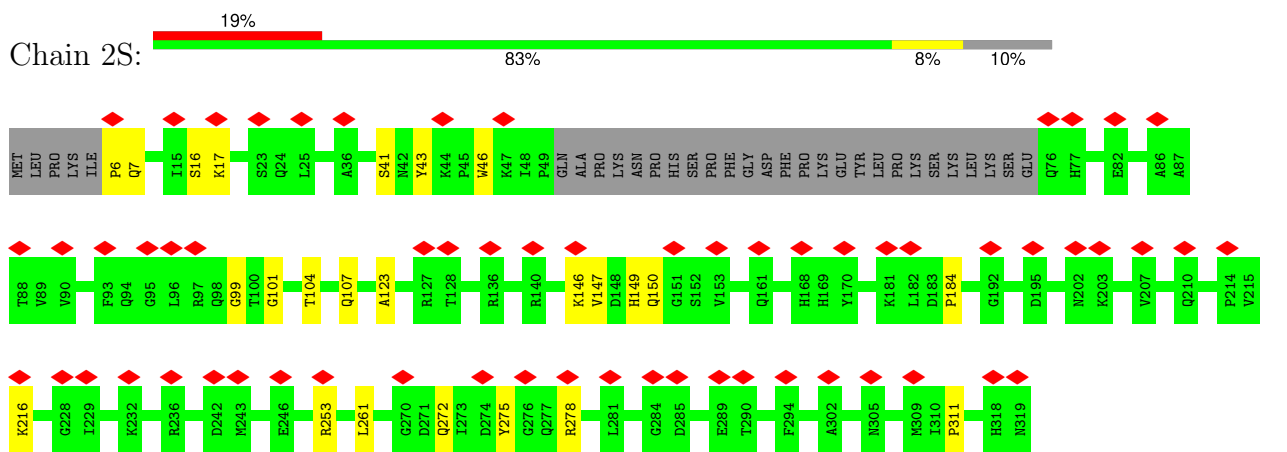 19%
Chain 2S:
83% 8% 10%
MET LEU PRO LYS ILE P6 Q7 I15 S16 K17 S23 Q24 L25 A36 S41 N42 Y43 K44 P45 W46 K47 I48 P49 GLN ALA PRO LYS ASN PRO HIS SER PRO PHE GLY ASP PHE PRO LYS GLU TYR LEU PRO LYS SER LYS LEU LYS SER GLU Q76 H77 E82 A86 A87
T88 V89 V90 F93 Q94 G95 L96 R97 Q98 G99 T100 G101 T104 Q107 A123 R127 T128 R136 R140 K146 V147 D148 H149 Q150 G151 S152 V153 Q161 H168 H169 Y170 K181 L182 D183 P184 G192 D195 N202 K203 V207 Q210 P214 V215
K216 G228 I229 K232 R236 D242 M243 E246 R253 L261 G270 D271 Q272 I273 D274 Y275 G276 Q277 R278 L281 G284 D285 E289 T290 F294 A302 N305 M309 I310 P311 H318 N319